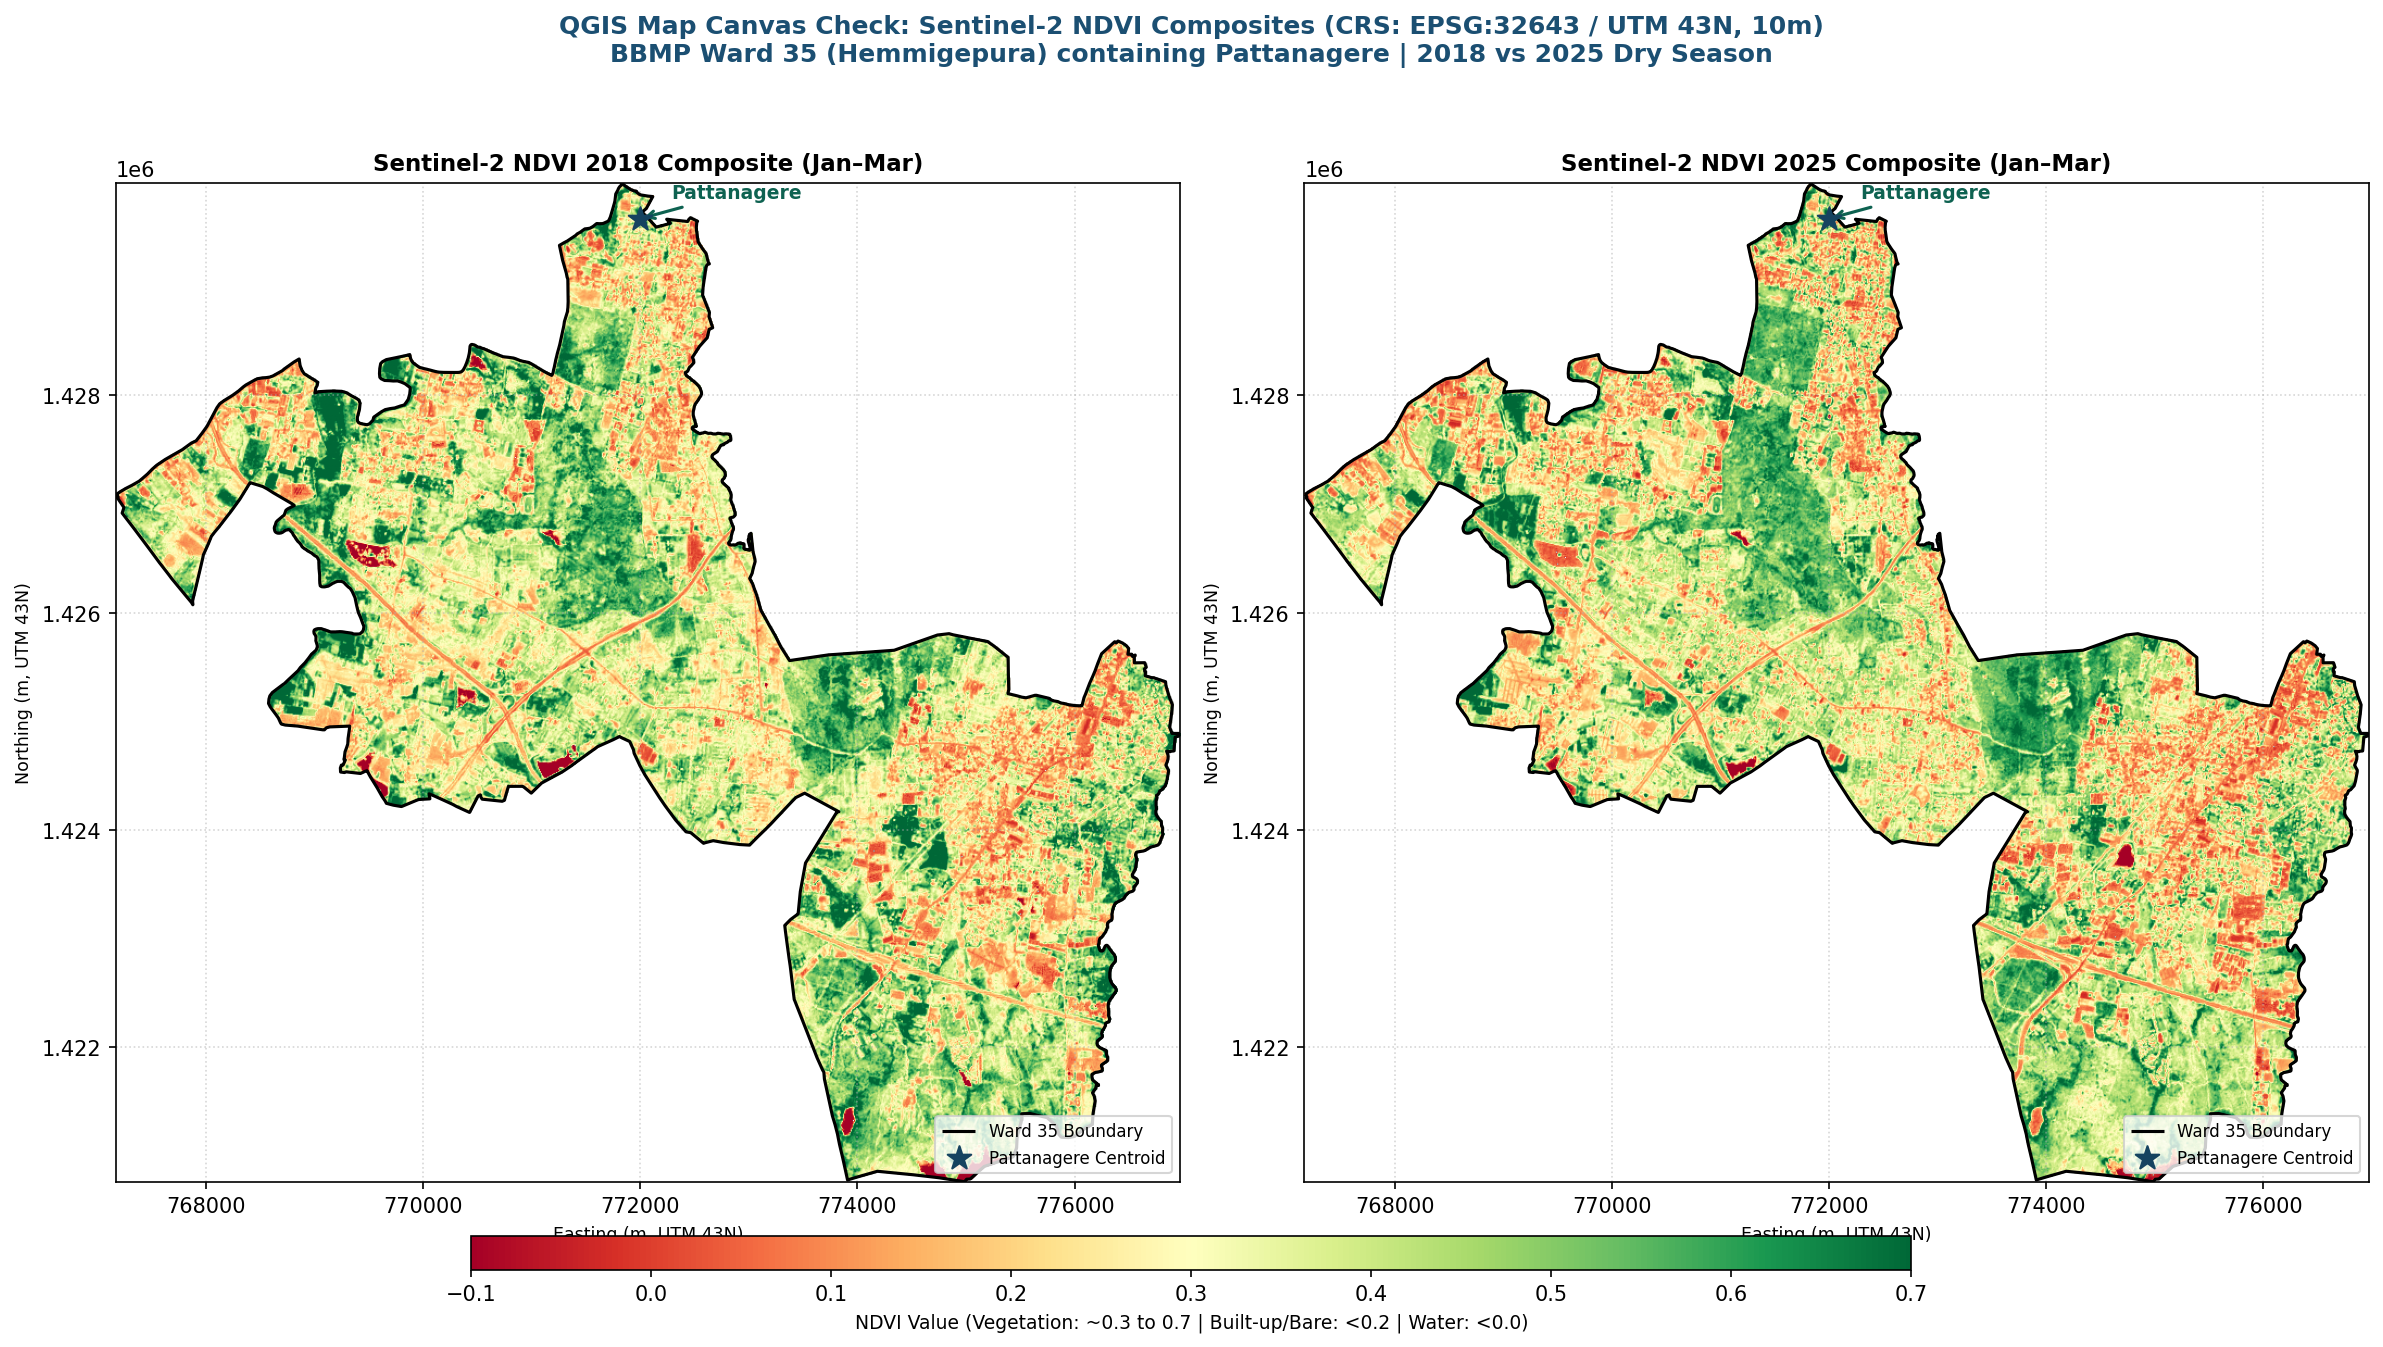 QGIS Map Canvas Check: Sentinel-2 NDVI Composites (CRS: EPSG:32643 / UTM 43N, 10m)
BBMP Ward 35 (Hemmigepura) containing Pattanagere | 2018 vs 2025 Dry Season
Sentinel-2 NDVI 2018 Composite (Jan–Mar)
1e6
Pattanagere
1.428
1.426
1.424
1.422
Northing (m, UTM 43N)
Ward 35 Boundary
Pattanagere Centroid
768000 770000 772000 774000 776000
Easting (m, UTM 43N)
Sentinel-2 NDVI 2025 Composite (Jan–Mar)
1e6
Pattanagere
1.428
1.426
1.424
1.422
Northing (m, UTM 43N)
Ward 35 Boundary
Pattanagere Centroid
768000 770000 772000 774000 776000
Easting (m, UTM 43N)
−0.1 0.0 0.1 0.2 0.3 0.4 0.5 0.6 0.7
NDVI Value (Vegetation: ~0.3 to 0.7 | Built-up/Bare: <0.2 | Water: <0.0)